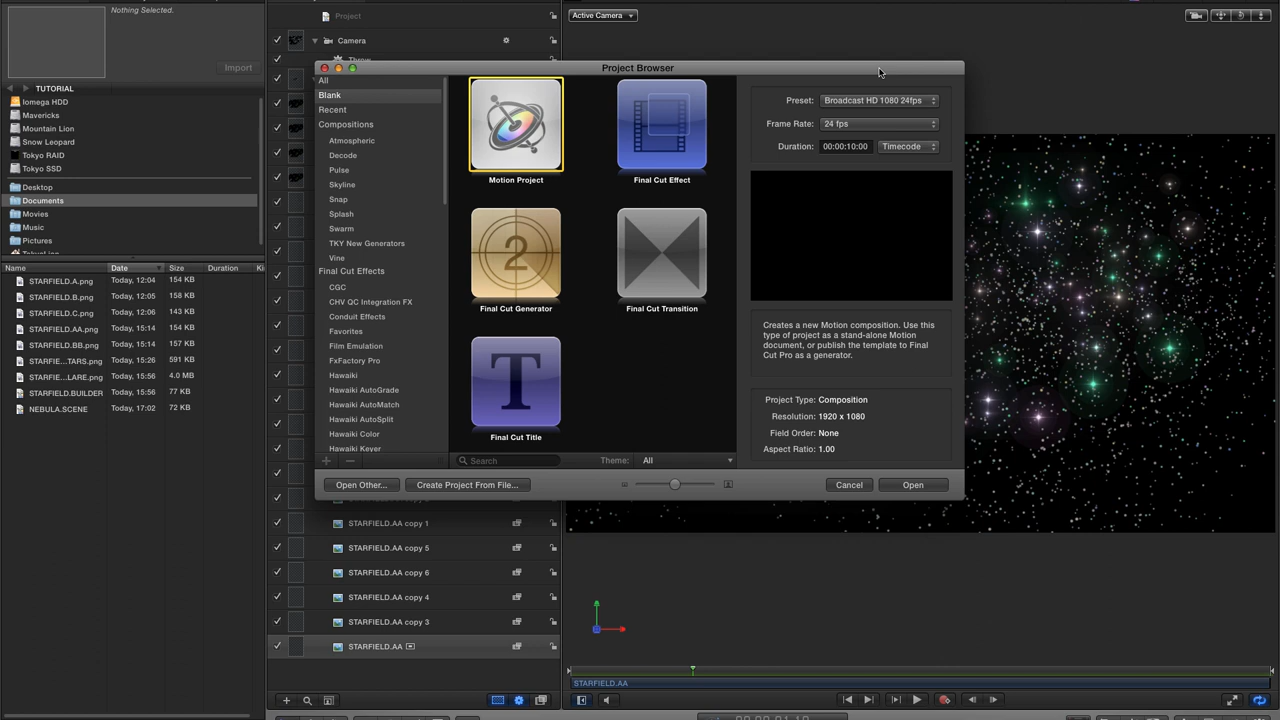 Nothing Selected.
Import
TUTORIAL
Iomega HDD
Mavericks
Mountain Lion
Snow Leopard
Tokyo RAID
Tokyo SSD
Desktop
Documents
Movies
Music
Pictures
Name Date Size Duration Ki
STARFIELD.A.png Today, 12:04 154 KB
STARFIELD.B.png Today, 12:05 158 KB
STARFIELD.C.png Today, 12:06 143 KB
STARFIELD.AA.png Today, 15:14 154 KB
STARFIELD.BB.png Today, 15:14 157 KB
STARFIE...TARS.png Today, 15:26 591 KB
STARFIE...LARE.png Today, 15:56 4.0 MB
STARFIELD.BUILDER Today, 15:56 77 KB
NEBULA.SCENE Today, 17:02 72 KB
Project
Camera
Active Camera
Project Browser
All
Blank
Recent
Compositions
Atmospheric
Decode
Pulse
Skyline
Snap
Splash
Swarm
TKY New Generators
Vine
Final Cut Effects
CGC
CHV QC Integration FX
Conduit Effects
Favorites
Film Emulation
FxFactory Pro
Hawaiki
Hawaiki AutoGrade
Hawaiki AutoMatch
Hawaiki AutoSplit
Hawaiki Color
Hawaiki Keyer
Motion Project
Final Cut Effect
2
Final Cut Generator
Final Cut Transition
T
Final Cut Title
Search
Theme: All
Preset: Broadcast HD 1080 24fps
Frame Rate: 24 fps
Duration: 00:00:10:00 Timecode
Creates a new Motion composition. Use this
type of project as a stand-alone Motion
document, or publish the template to Final
Cut Pro as a generator.
Project Type: Composition
Resolution: 1920 x 1080
Field Order: None
Aspect Ratio: 1.00
Open Other...
Create Project From File...
Cancel
Open
STARFIELD.AA copy 1
STARFIELD.AA copy 5
STARFIELD.AA copy 6
STARFIELD.AA copy 4
STARFIELD.AA copy 3
STARFIELD.AA
STARFIELD.AA